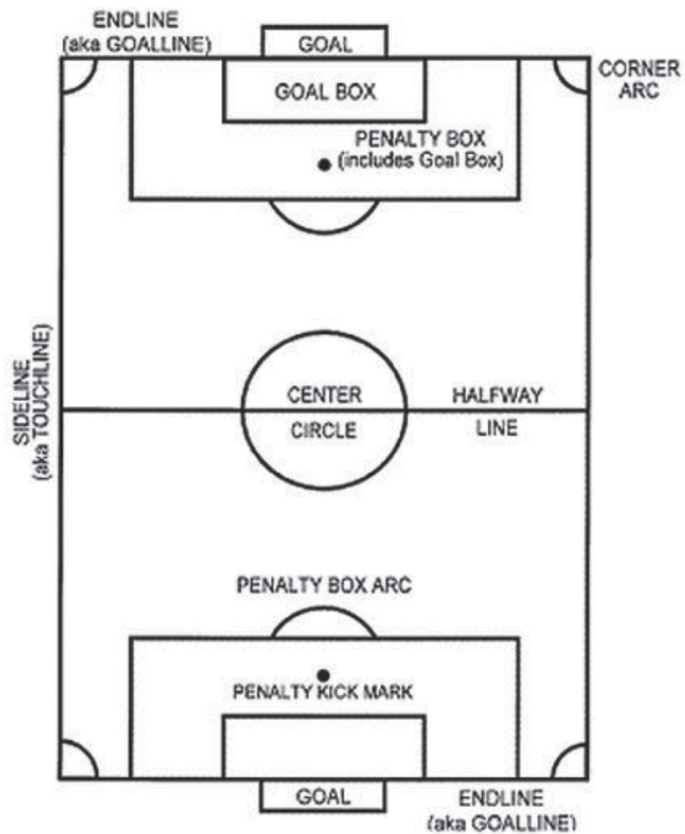 ENDLINE
(aka GOALLINE)
GOAL
GOAL BOX
CORNER
ARC
PENALTY BOX
(includes Goal Box)
SIDELINE
(aka TOUCHLINE)
CENTER
CIRCLE
HALFWAY
LINE
PENALTY BOX ARC
PENALTY KICK MARK
GOAL
ENDLINE
(aka GOALLINE)